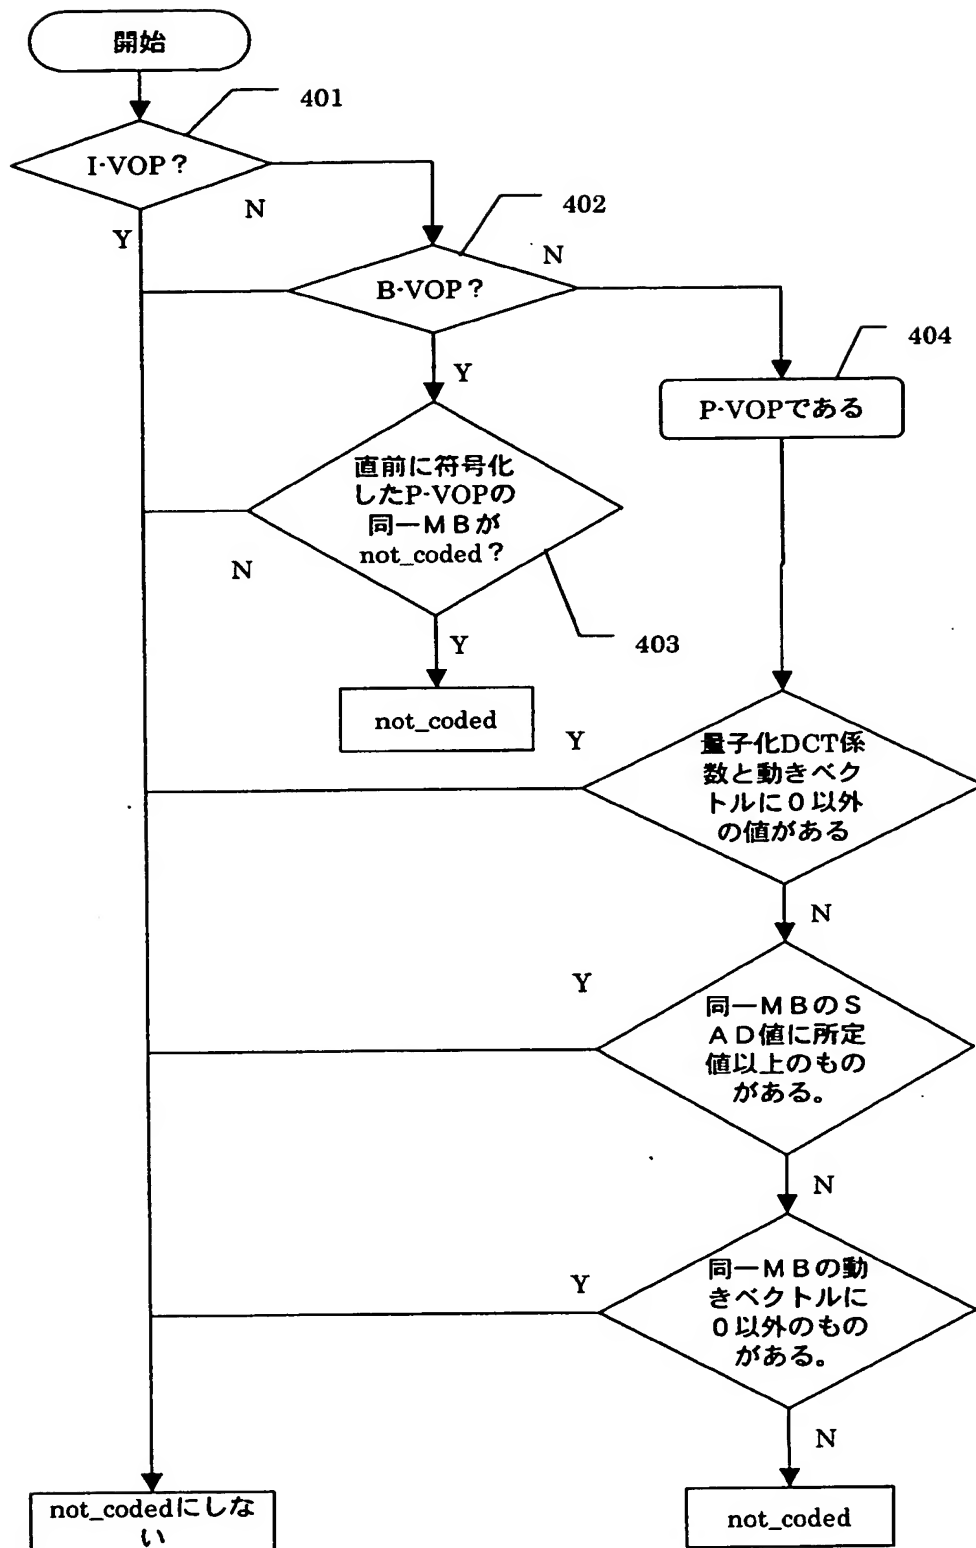 開始
401
I-VOP？
N
Y
402
N
B-VOP？
404
Y
P-VOPである
直前に符号化
したP-VOPの
同一ＭＢが
not_coded？
N
403
Y
not_coded
Y
量子化DCT係
数と動きベク
トルに０以外
の値がある
N
Y
同一ＭＢのＳ
ＡＤ値に所定
値以上のもの
がある。
N
Y
同一ＭＢの動
きベクトルに
０以外のもの
がある。
N
not_codedにしな
い
not_coded